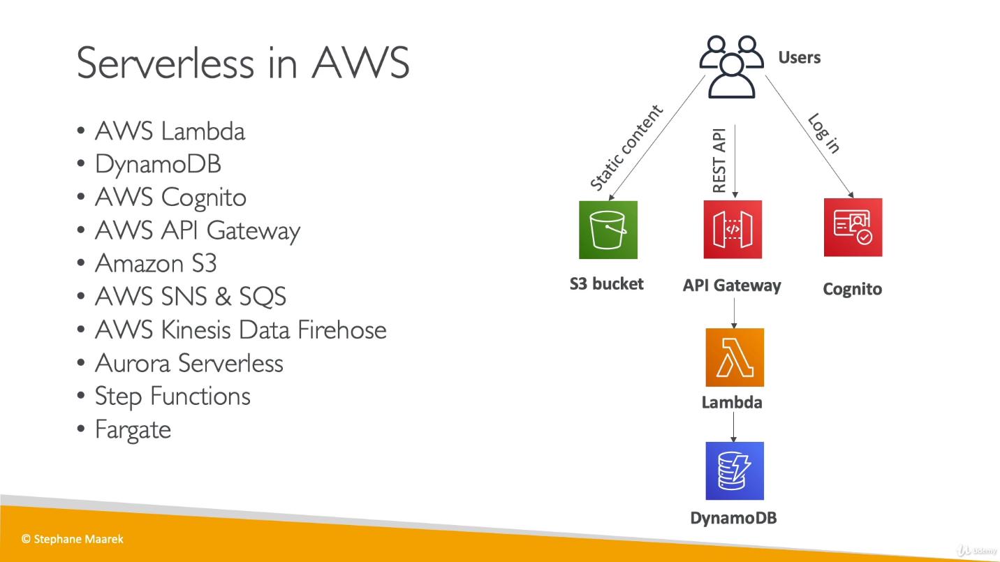 Serverless in AWS
• AWS Lambda
• DynamoDB
• AWS Cognito
• AWS API Gateway
• Amazon S3
• AWS SNS & SQS
• AWS Kinesis Data Firehose
• Aurora Serverless
• Step Functions
• Fargate
Users
Static content
REST API
Log in
S3 bucket
API Gateway
Cognito
Lambda
DynamoDB
© Stephane Maarek
Udemy